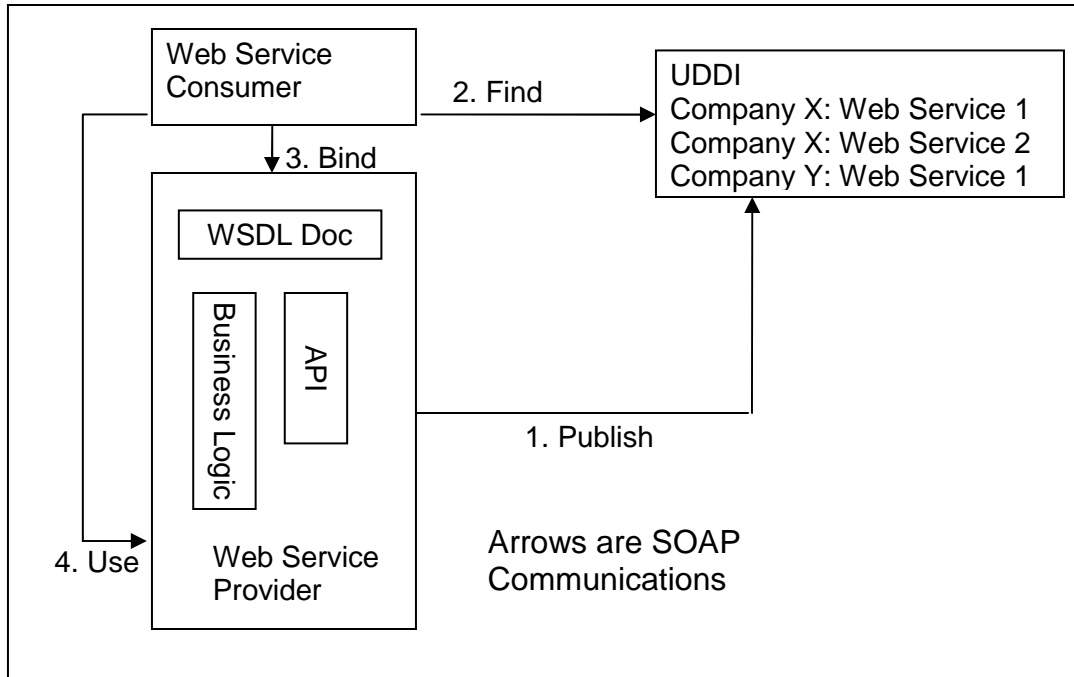 Web Service
Consumer
2. Find
UDDI
Company X: Web Service 1
Company X: Web Service 2
Company Y: Web Service 1
3. Bind
WSDL Doc
Business Logic
API
1. Publish
4. Use
Web Service
Provider
Arrows are SOAP
Communications